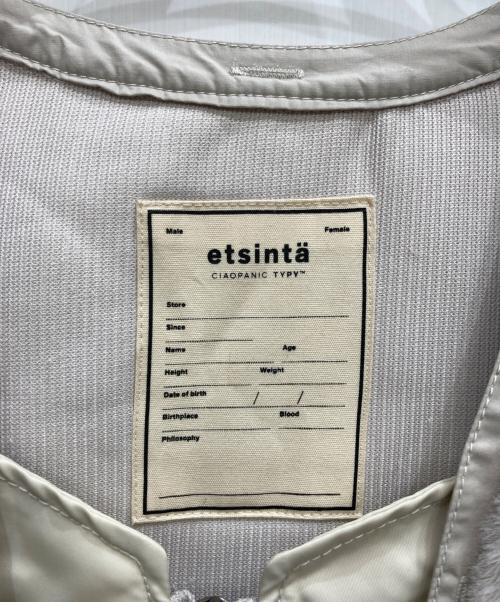 Male Female
etsintä
CIAOPANIC TYPY™
Store
Since
Name Age
Height Weight
Date of birth / /
Birthplace Blood
Philosophy